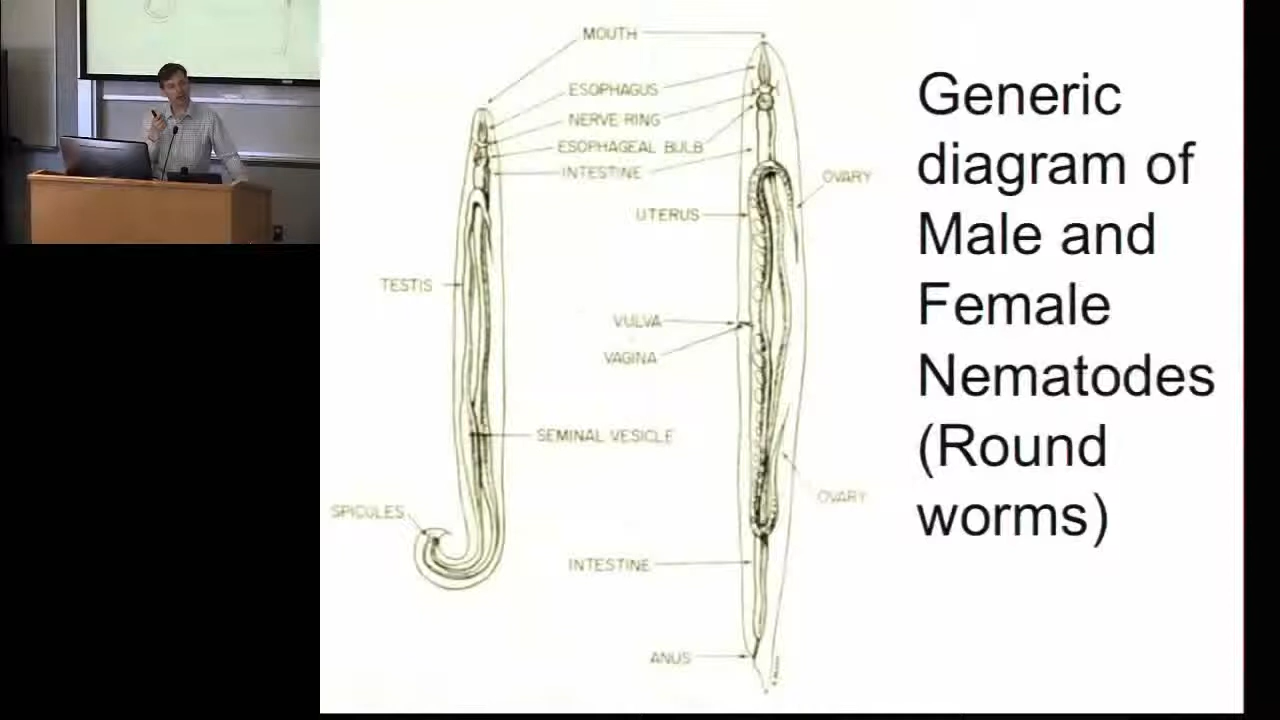 MOUTH
ESOPHAGUS
NERVE RING
ESOPHAGEAL BULB
INTESTINE
OVARY
UTERUS
TESTIS
VULVA
VAGINA
SEMINAL VESICLE
OVARY
SPICULES
INTESTINE
ANUS
Generic
diagram of
Male and
Female
Nematodes
(Round
worms)